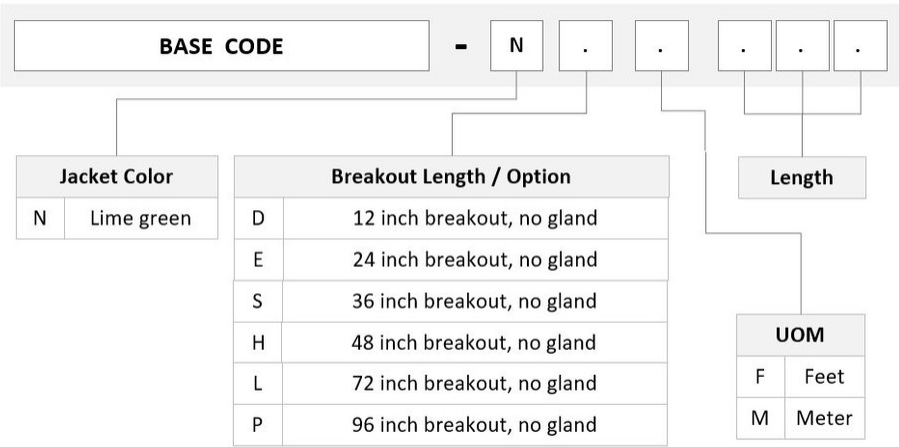 BASE CODE - N . . . . .
Jacket Color
N Lime green
Breakout Length / Option
D 12 inch breakout, no gland
E 24 inch breakout, no gland
S 36 inch breakout, no gland
H 48 inch breakout, no gland
L 72 inch breakout, no gland
P 96 inch breakout, no gland
Length
UOM
F Feet
M Meter